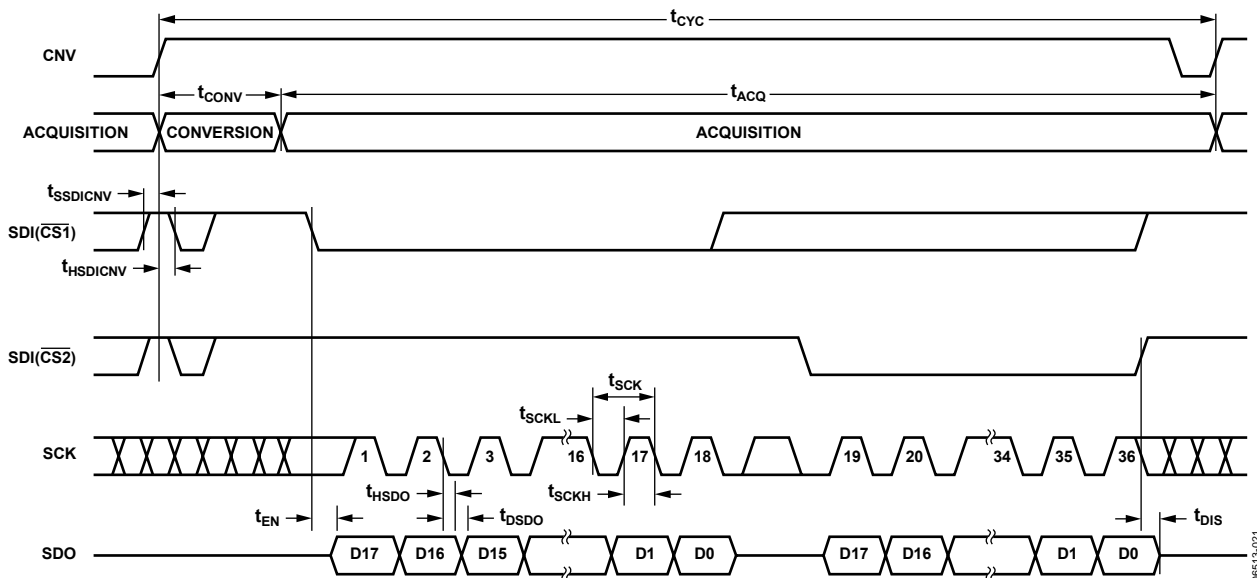 tCYC
CNV
tCONV
tACQ
ACQUISITION CONVERSION ACQUISITION
tSSDICNV
SDI(CS1)
tHSDICNV
SDI(CS2)
tSCK
tSCKL
SCK 1 2 3 16 17 18 19 20 34 35 36
tHSDO
tSCKH
tEN
tDSDO
tDIS
SDO D17 D16 D15 D1 D0 D17 D16 D1 D0